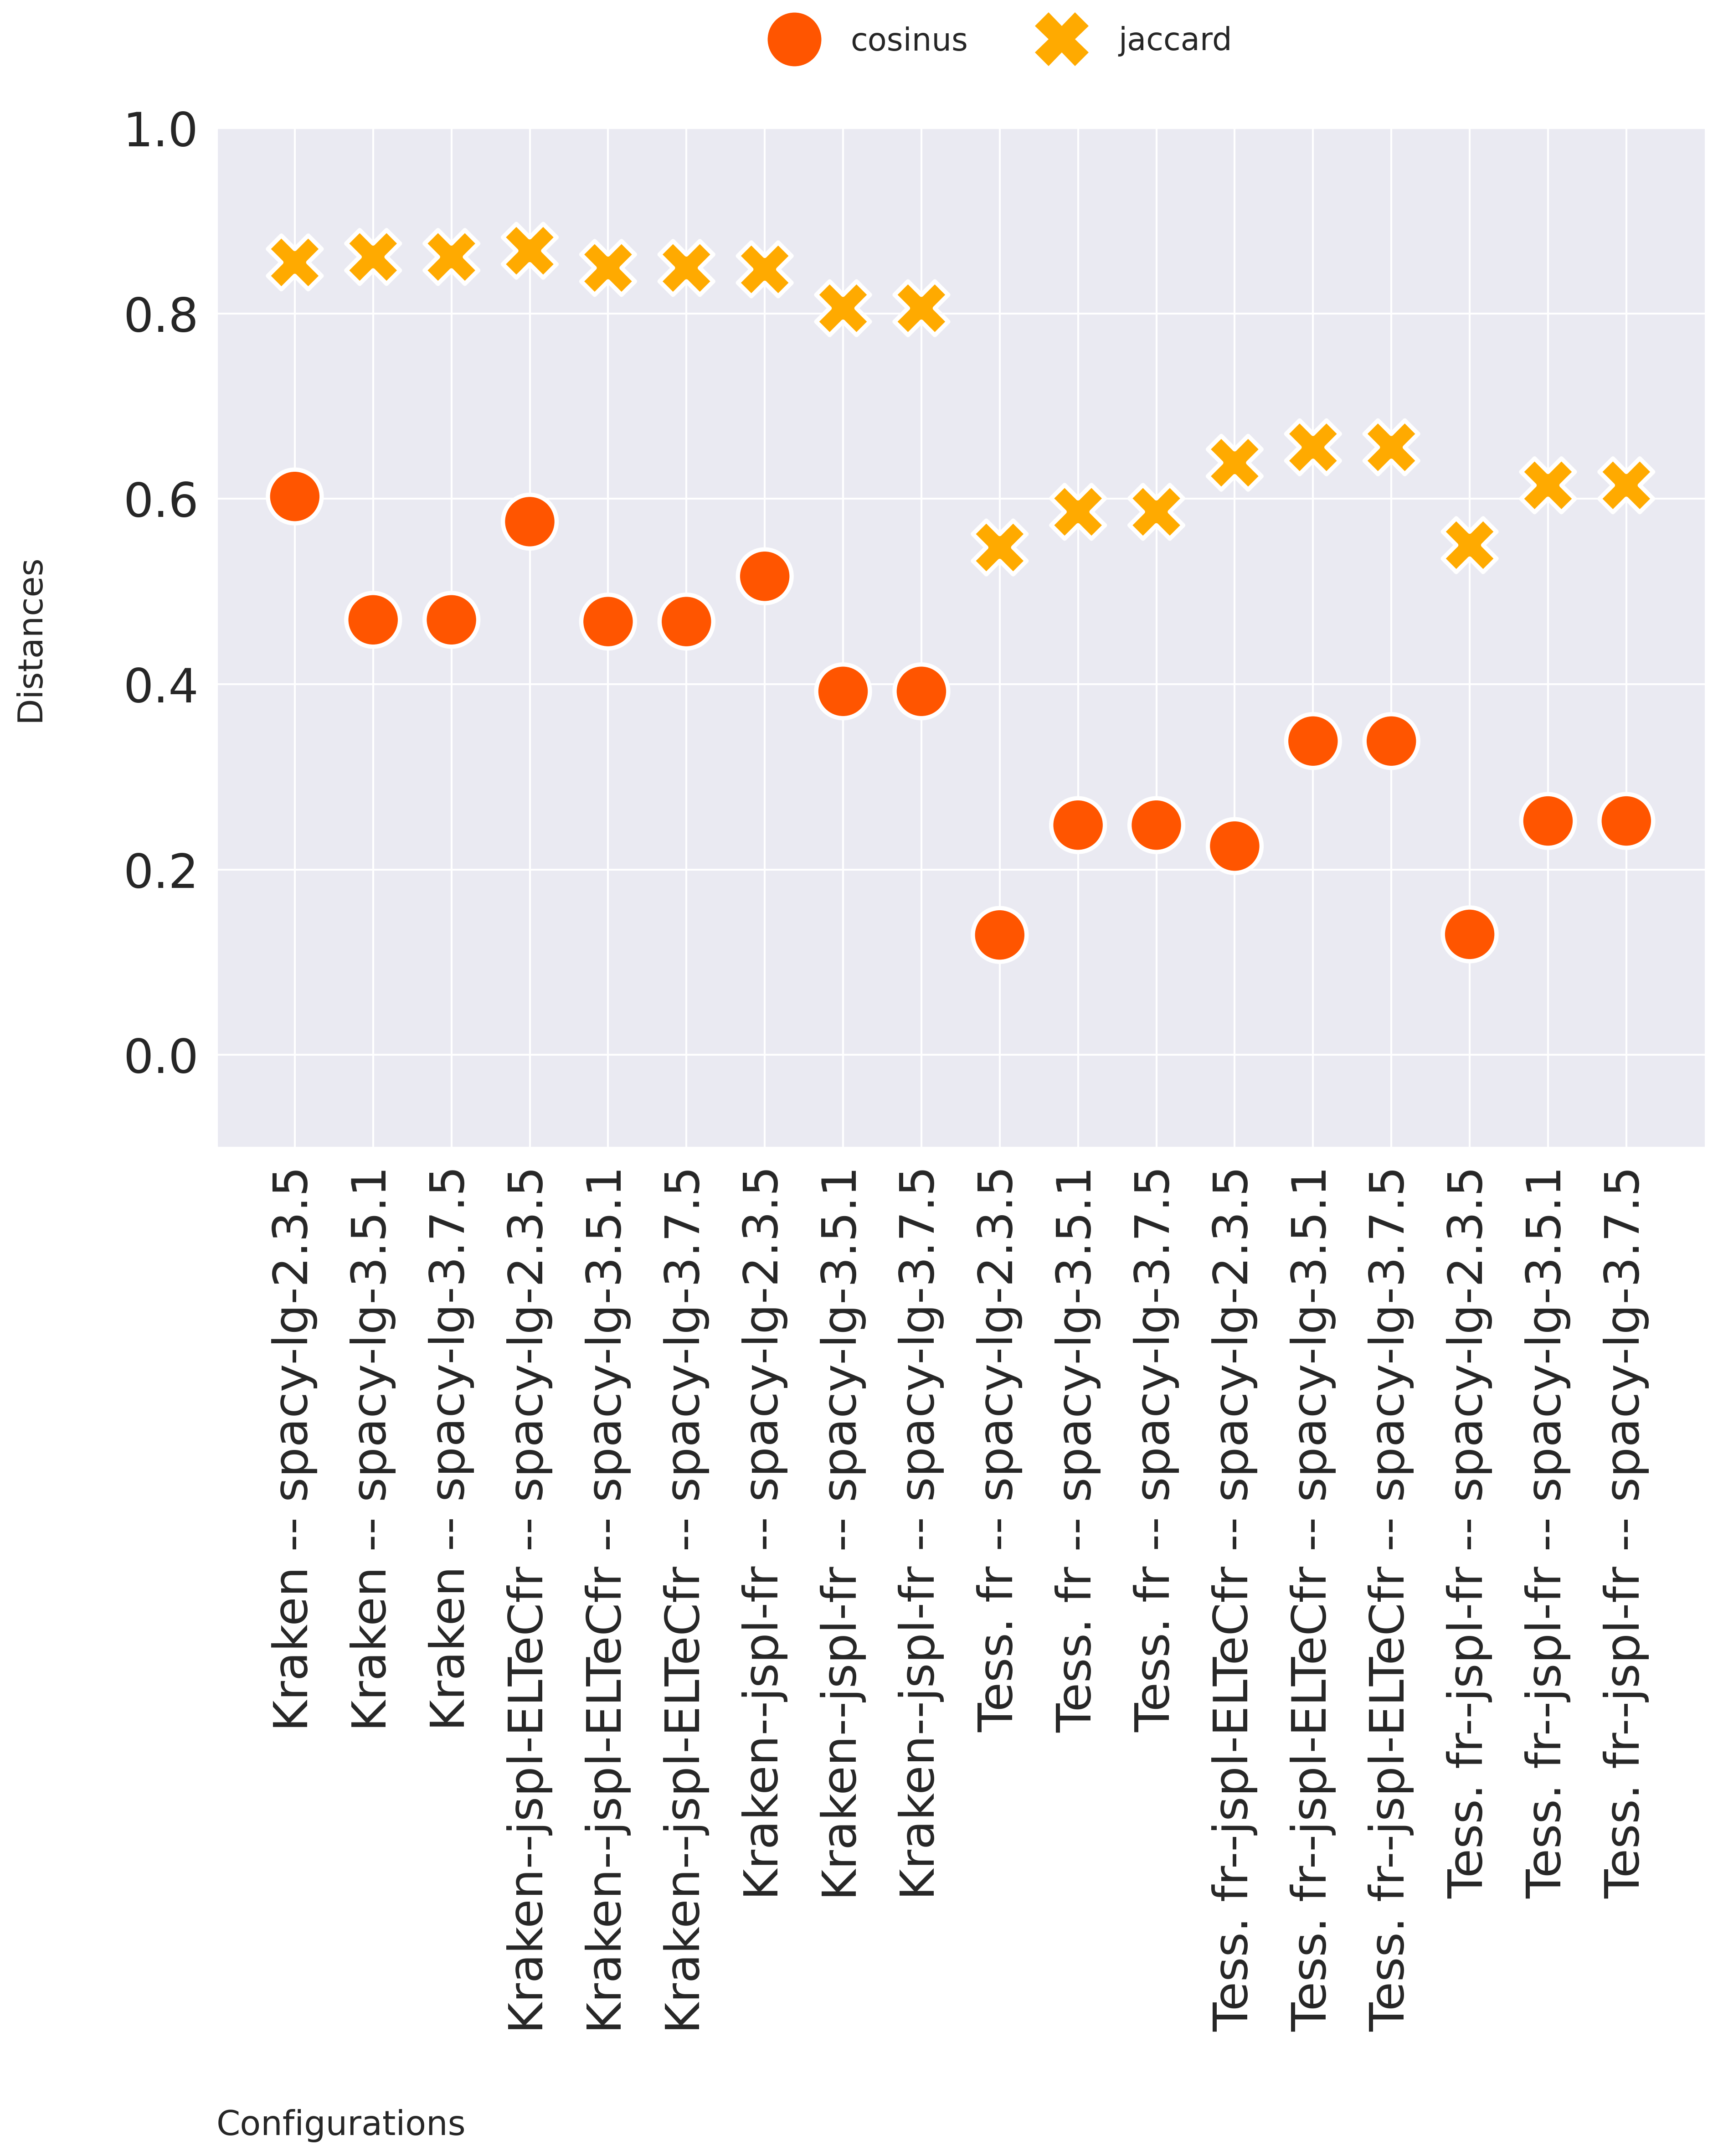 cosinus jaccard
1.0
0.8
0.6
0.4
0.2
0.0
Distances
Kraken -- spacy-lg-2.3.5
Kraken -- spacy-lg-3.5.1
Kraken -- spacy-lg-3.7.5
Kraken--jspl-ELTeCfr -- spacy-lg-2.3.5
Kraken--jspl-ELTeCfr -- spacy-lg-3.5.1
Kraken--jspl-ELTeCfr -- spacy-lg-3.7.5
Kraken--jspl-fr -- spacy-lg-2.3.5
Kraken--jspl-fr -- spacy-lg-3.5.1
Kraken--jspl-fr -- spacy-lg-3.7.5
Tess. fr -- spacy-lg-2.3.5
Tess. fr -- spacy-lg-3.5.1
Tess. fr -- spacy-lg-3.7.5
Tess. fr--jspl-ELTeCfr -- spacy-lg-2.3.5
Tess. fr--jspl-ELTeCfr -- spacy-lg-3.5.1
Tess. fr--jspl-ELTeCfr -- spacy-lg-3.7.5
Tess. fr--jspl-fr -- spacy-lg-2.3.5
Tess. fr--jspl-fr -- spacy-lg-3.5.1
Tess. fr--jspl-fr -- spacy-lg-3.7.5
Configurations